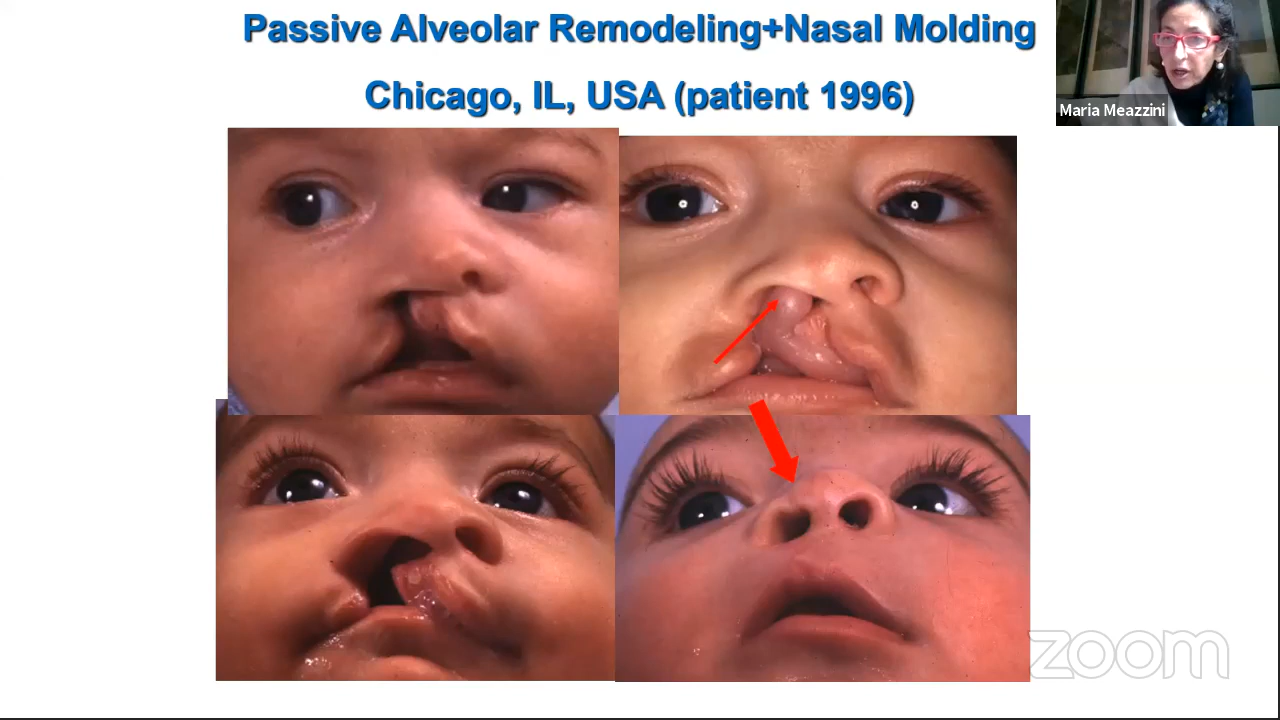 Passive Alveolar Remodeling+Nasal Molding
Chicago, IL, USA (patient 1996)
Maria Meazzini
zoom